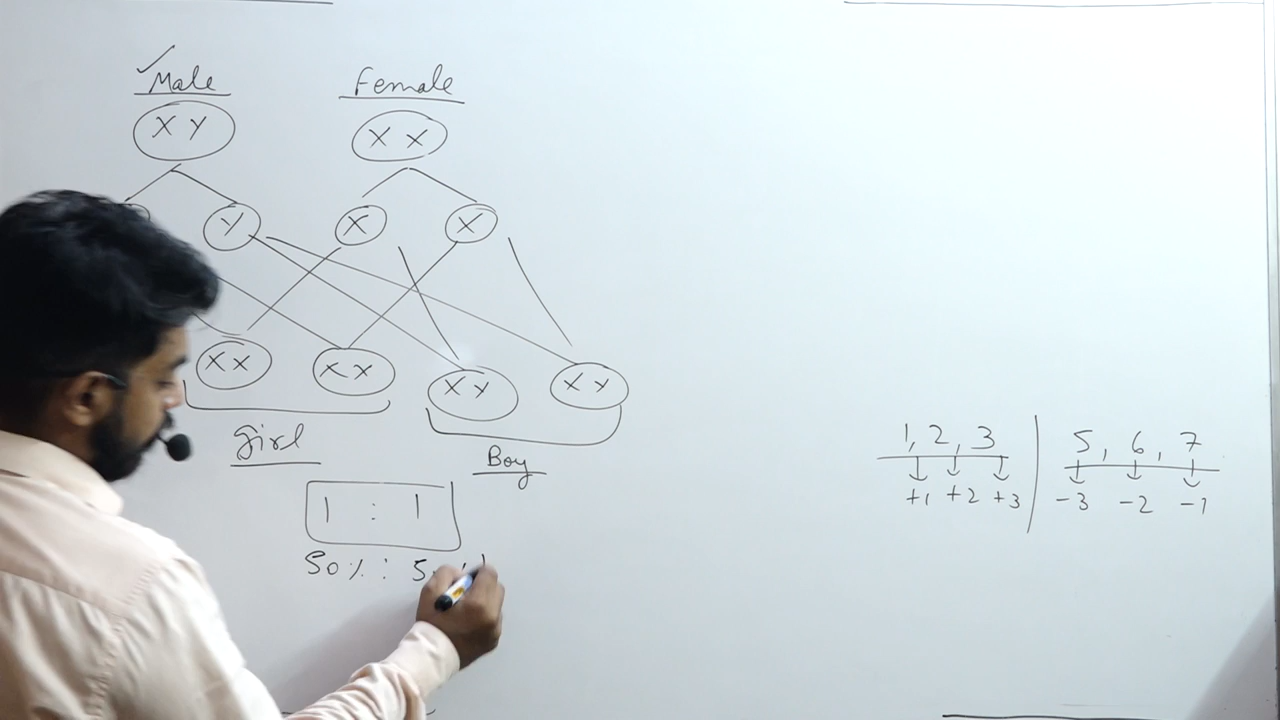 Male Female
X Y X X
Y X X
X X X X X Y X Y
Girl Boy
1 : 1
50% : 5
1, 2, 3 5, 6, 7
+1 +2 +3 -3 -2 -1